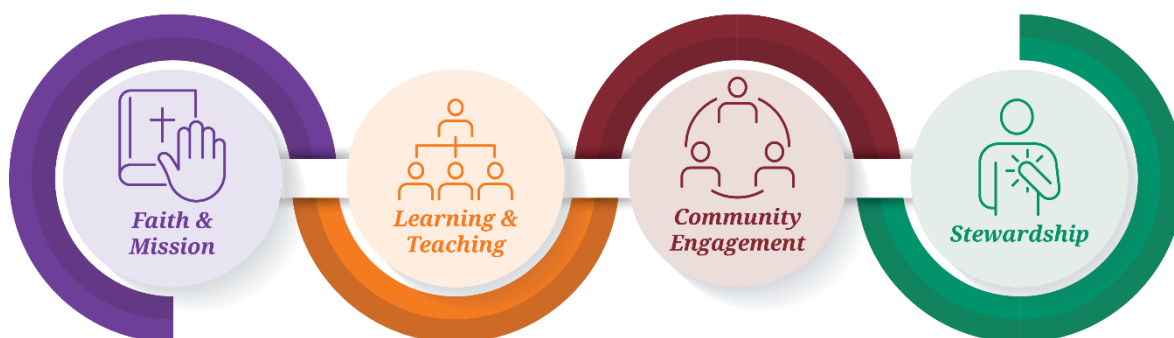 Faith &
Mission
Learning &
Teaching
Community
Engagement
Stewardship